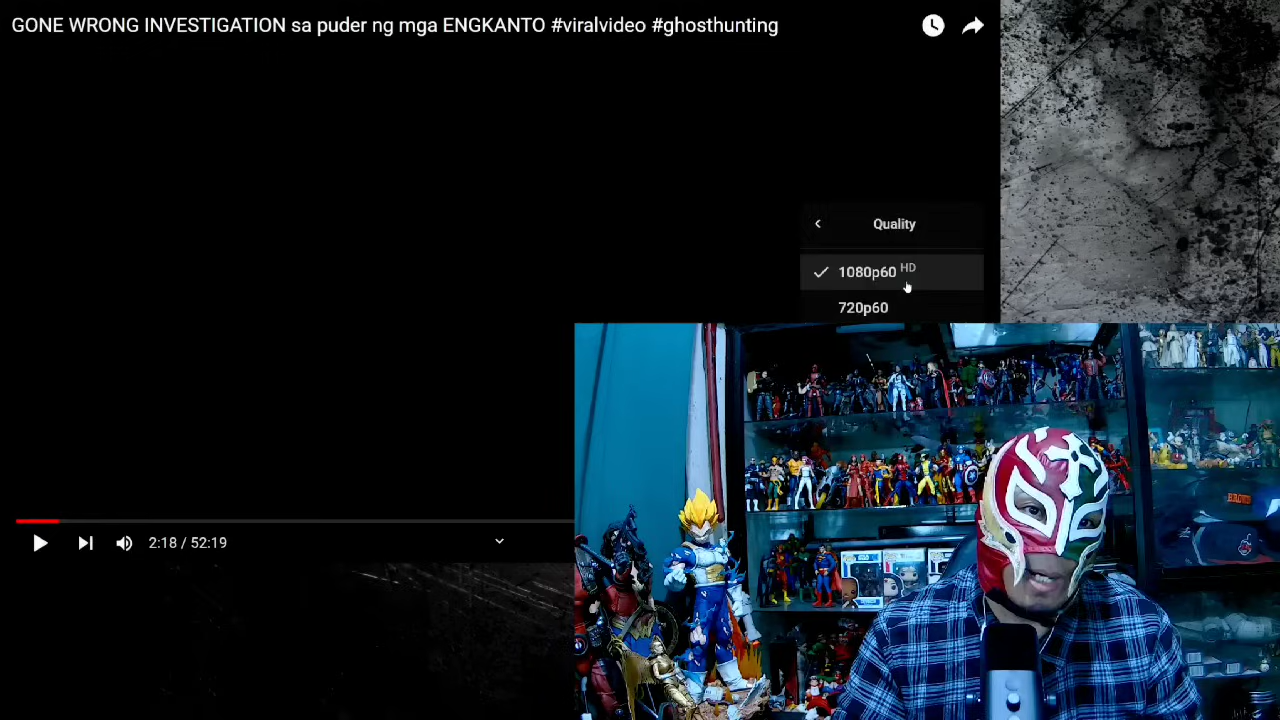 GONE WRONG INVESTIGATION sa puder ng mga ENGKANTO #viralvideo #ghosthunting
Quality
1080p60 HD
720p60
2:18 / 52:19